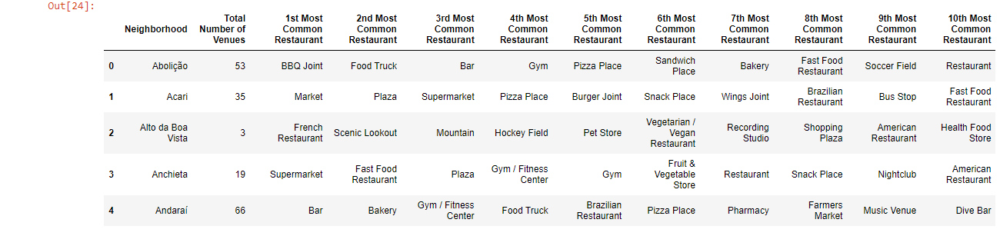 Out[24]:
Neighborhood Total Number of Venues 1st Most Common Restaurant 2nd Most Common Restaurant 3rd Most Common Restaurant 4th Most Common Restaurant 5th Most Common Restaurant 6th Most Common Restaurant 7th Most Common Restaurant 8th Most Common Restaurant 9th Most Common Restaurant 10th Most Common Restaurant
0 Abolição 53 BBQ Joint Food Truck Bar Gym Pizza Place Sandwich Place Bakery Fast Food Restaurant Soccer Field Restaurant
1 Acari 35 Market Plaza Supermarket Pizza Place Burger Joint Snack Place Wings Joint Brazilian Restaurant Bus Stop Fast Food Restaurant
2 Alto da Boa Vista 3 French Restaurant Scenic Lookout Mountain Hockey Field Pet Store Vegetarian / Vegan Restaurant Recording Studio Shopping Plaza American Restaurant Health Food Store
3 Anchieta 19 Supermarket Fast Food Restaurant Plaza Gym / Fitness Center Gym Fruit & Vegetable Store Restaurant Snack Place Nightclub American Restaurant
4 Andaraí 66 Bar Bakery Gym / Fitness Center Food Truck Brazilian Restaurant Pizza Place Pharmacy Farmers Market Music Venue Dive Bar